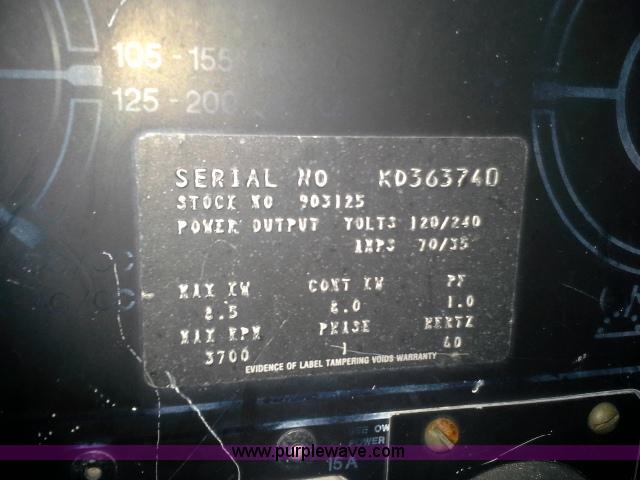 105 - 155
125 - 200
SERIAL NO KD363740
STOCK NO 903125
POWER OUTPUT VOLTS 120/240
AMPS 70/35
MAX KW CONT KW PF
8.5 8.0 1.0
MAX RPM PHASE HERTZ
3700 1 60
EVIDENCE OF LABEL TAMPERING VOIDS WARRANTY
POWER
15 A
www.purplewave.com